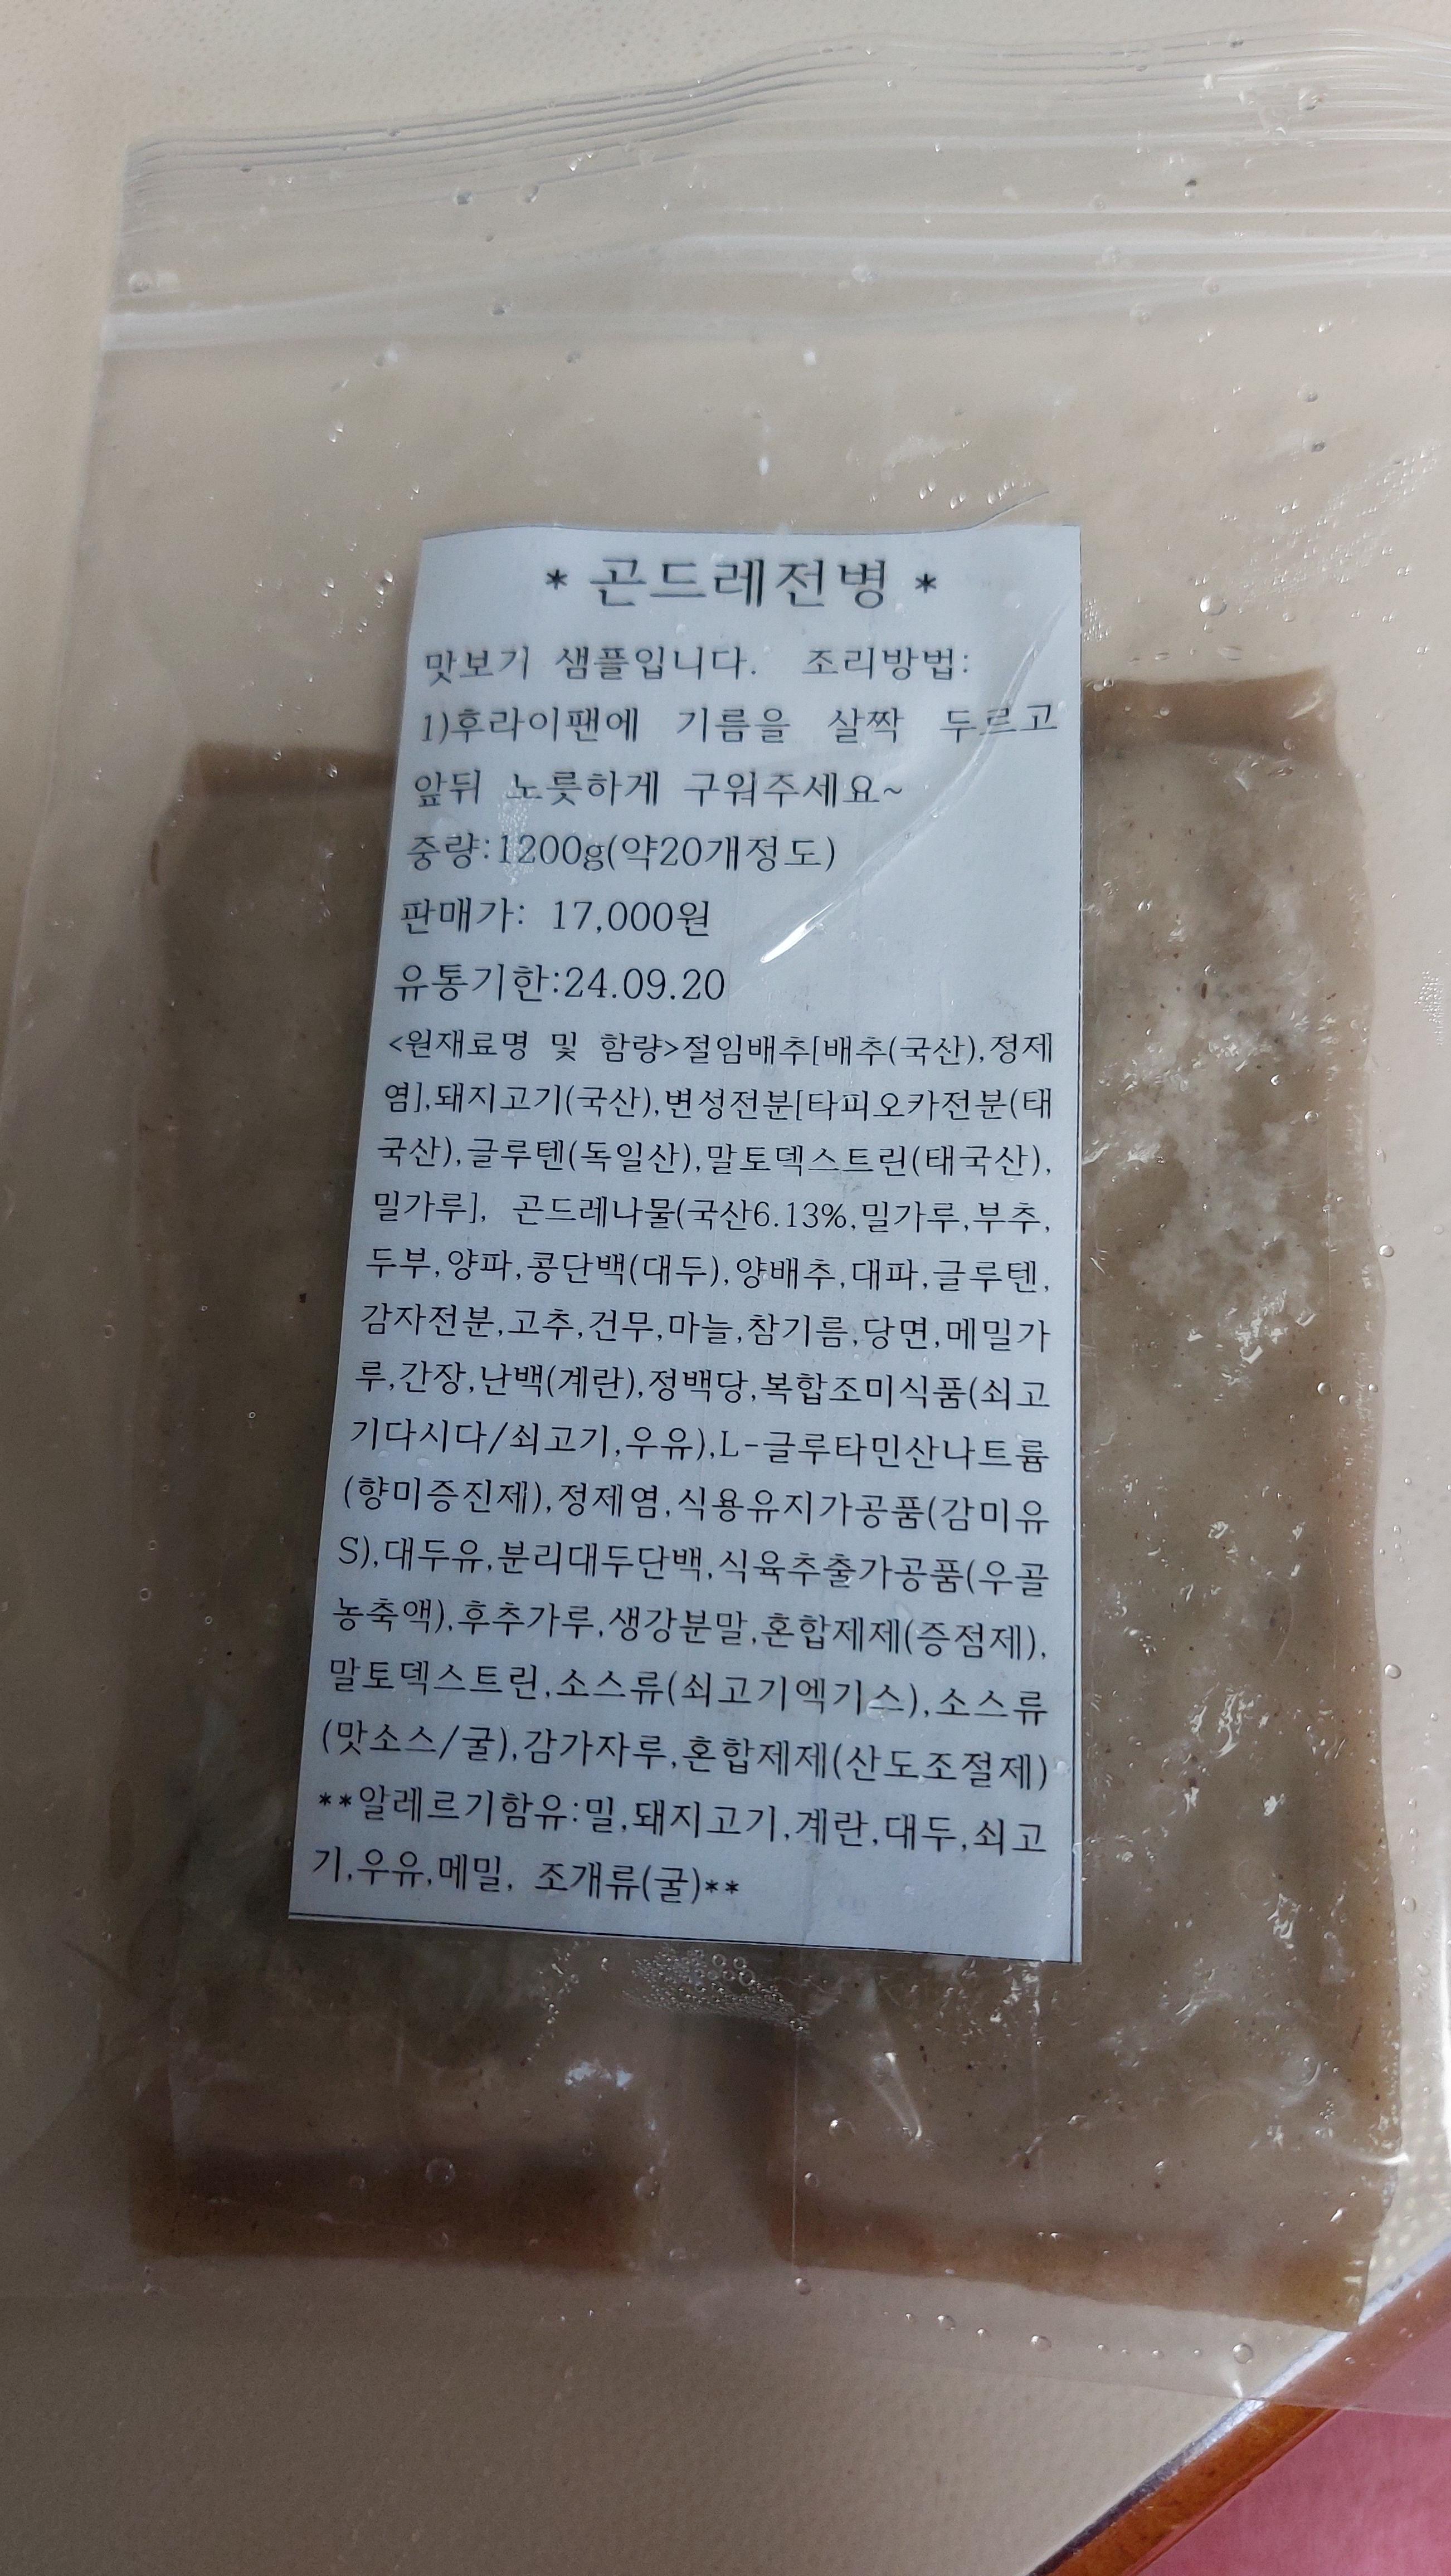 * 곤드레전병 *
맛보기 샘플입니다. 조리방법:
1)후라이팬에 기름을 살짝 두르고
앞뒤 노릇하게 구워주세요~
중량:1200g(약20개정도)
판매가: 17,000원
유통기한:24.09.20
<원재료명 및 함량>절임배추[배추(국산),정제
염],돼지고기(국산),변성전분[타피오카전분(태
국산),글루텐(독일산),말토덱스트린(태국산),
밀가루], 곤드레나물(국산6.13%,밀가루,부추,
두부,양파,콩단백(대두),양배추,대파,글루텐,
감자전분,고추,건무,마늘,참기름,당면,메밀가
루,간장,난백(계란),정백당,복합조미식품(쇠고
기다시다/쇠고기,우유),L-글루타민산나트륨
(향미증진제),정제염,식용유지가공품(감미유
S),대두유,분리대두단백,식육추출가공품(우골
농축액),후추가루,생강분말,혼합제제(증점제),
말토덱스트린,소스류(쇠고기엑기스),소스류
(맛소스/굴),감가자루,혼합제제(산도조절제)
**알레르기함유:밀,돼지고기,계란,대두,쇠고
기,우유,메밀, 조개류(굴)**